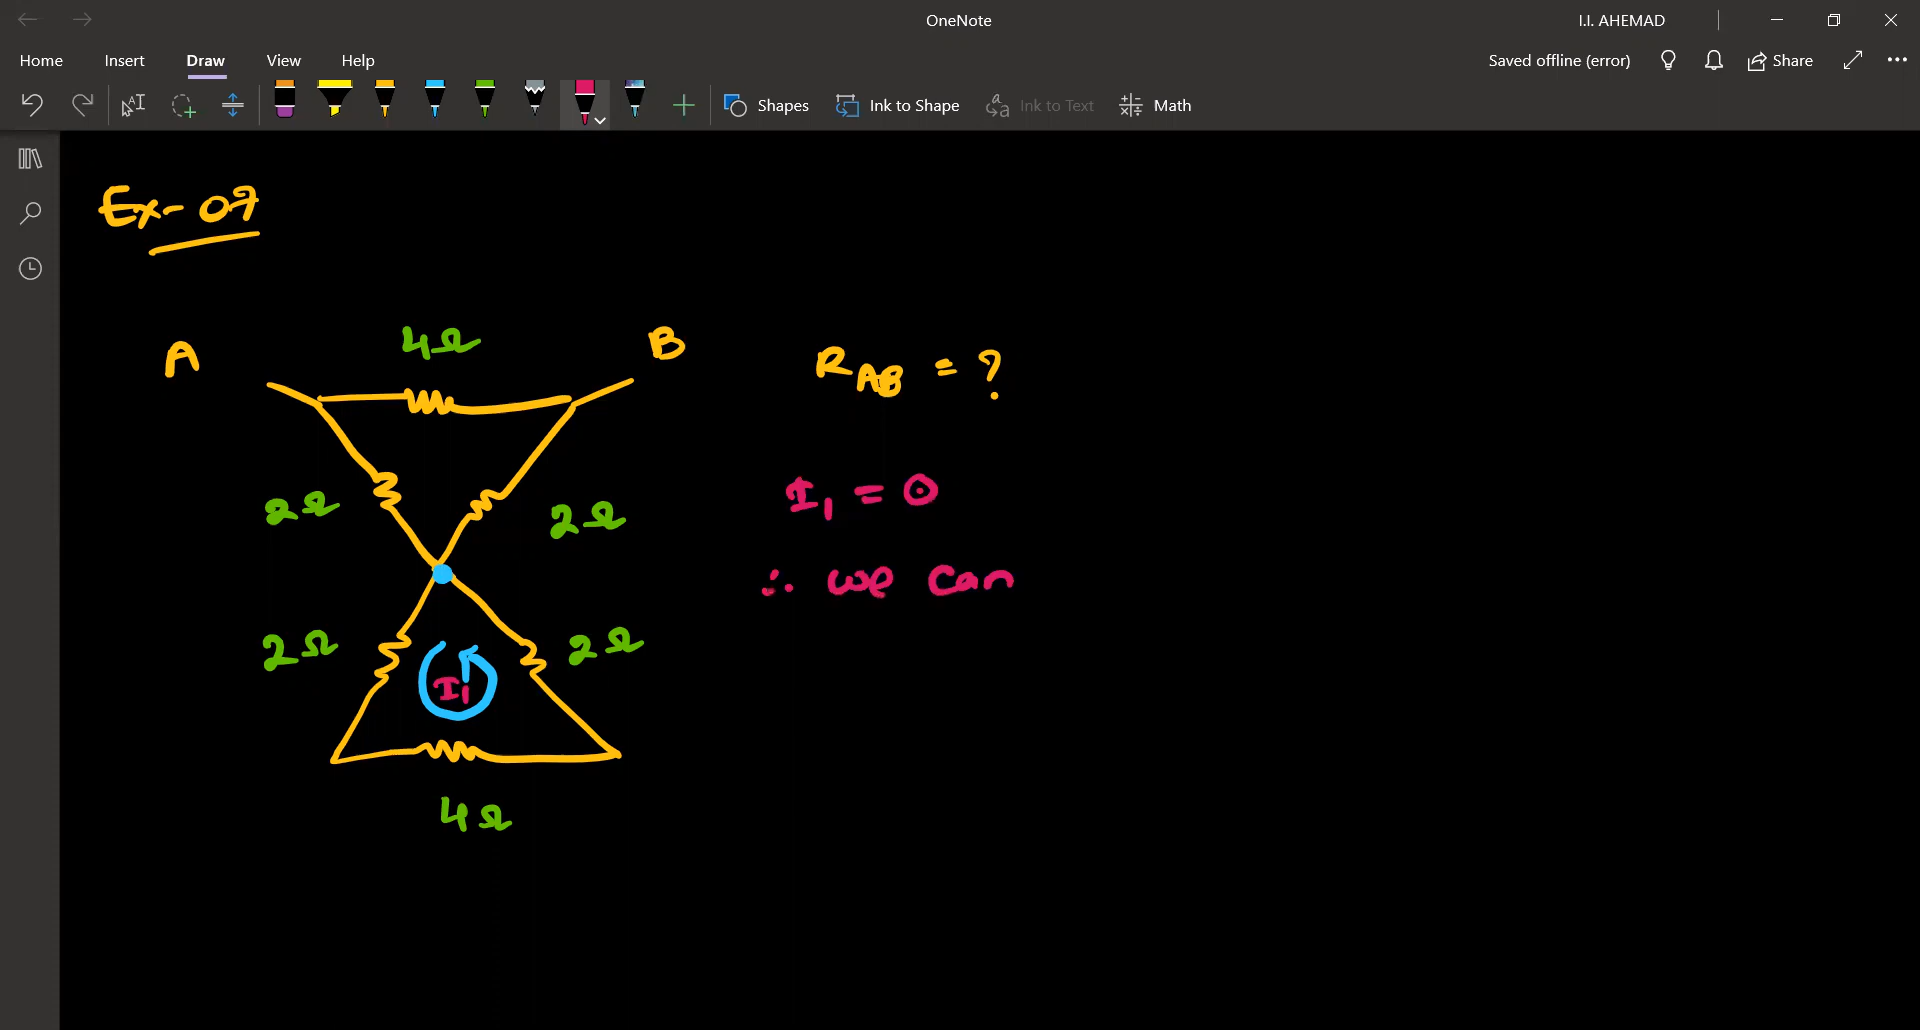 OneNote
I.I. AHEMAD
Home Insert Draw View Help
Saved offline (error)
Share
Shapes
Ink to Shape
Ink to Text
Math
Ex-07
A
4Ω
B
R_AB = ?
2Ω
2Ω
I₁ = 0
∴ we can
2Ω
2Ω
I₁
4Ω